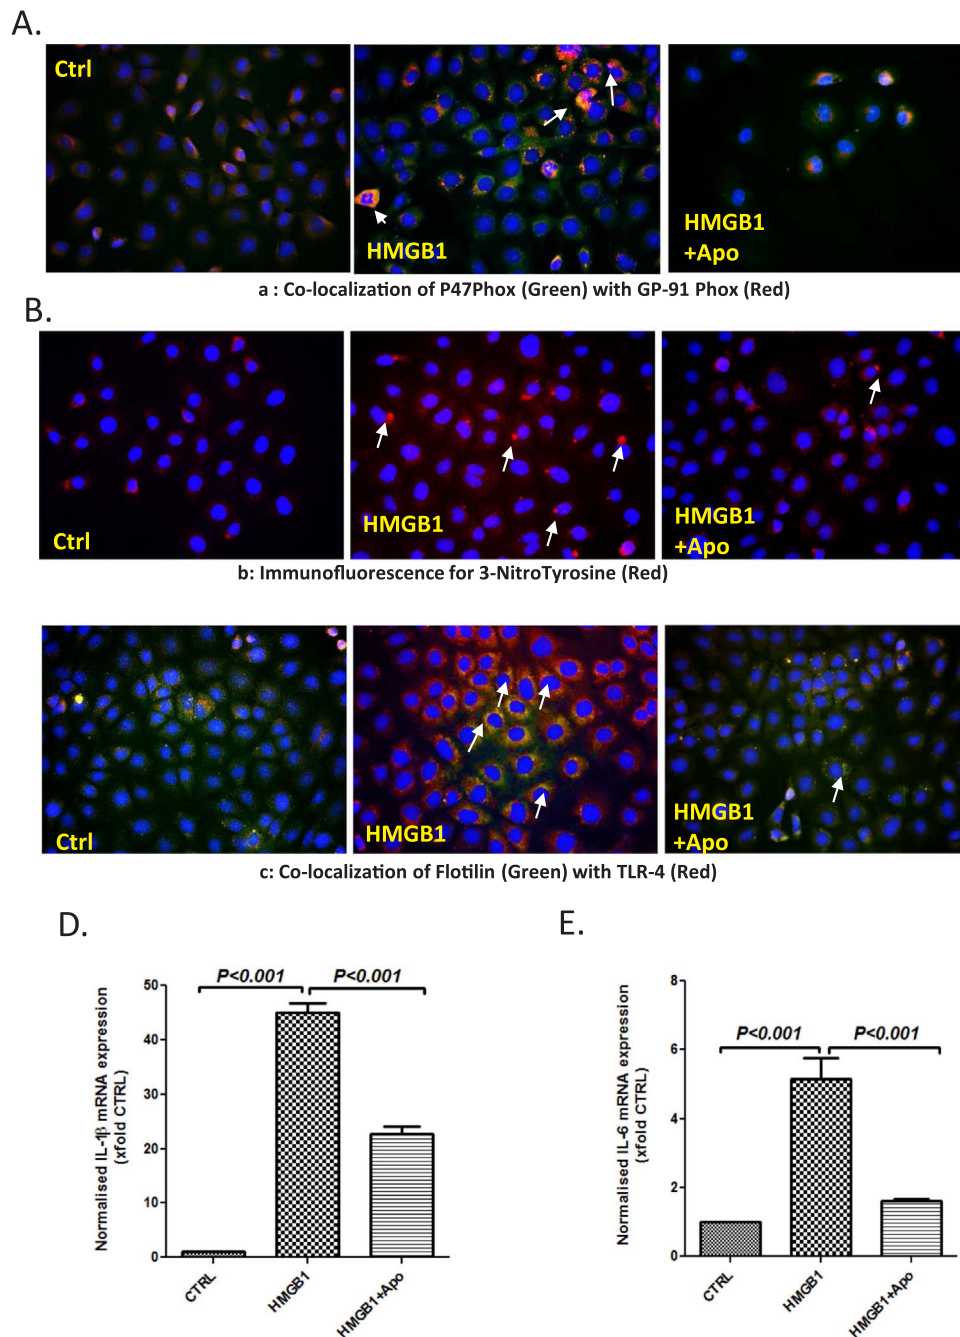 A.
Ctrl
HMGB1
HMGB1
+Apo
a : Co-localization of P47Phox (Green) with GP-91 Phox (Red)
B.
Ctrl
HMGB1
HMGB1
+Apo
b: Immunofluorescence for 3-NitroTyrosine (Red)
Ctrl
HMGB1
HMGB1
+Apo
c: Co-localization of Flotilin (Green) with TLR-4 (Red)
D.
P<0.001
P<0.001
Normalised IL-1β mRNA expression
(xfold CTRL)
50
40
30
20
10
0
CTRL
HMGB1
HMGB1+Apo
E.
P<0.001
P<0.001
Normalised IL-6 mRNA expression
(xfold CTRL)
8
6
4
2
0
CTRL
HMGB1
HMGB1+Apo